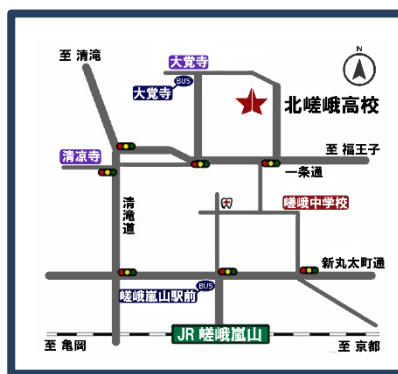 N
至 清滝
大覚寺
BUS
大覚寺
北嵯峨高校
至 福王子
清凉寺
一条通
嵯峨中学校
清滝道
新丸太町通
BUS
嵯峨嵐山駅前
JR 嵯峨嵐山
至 亀岡
至 京都